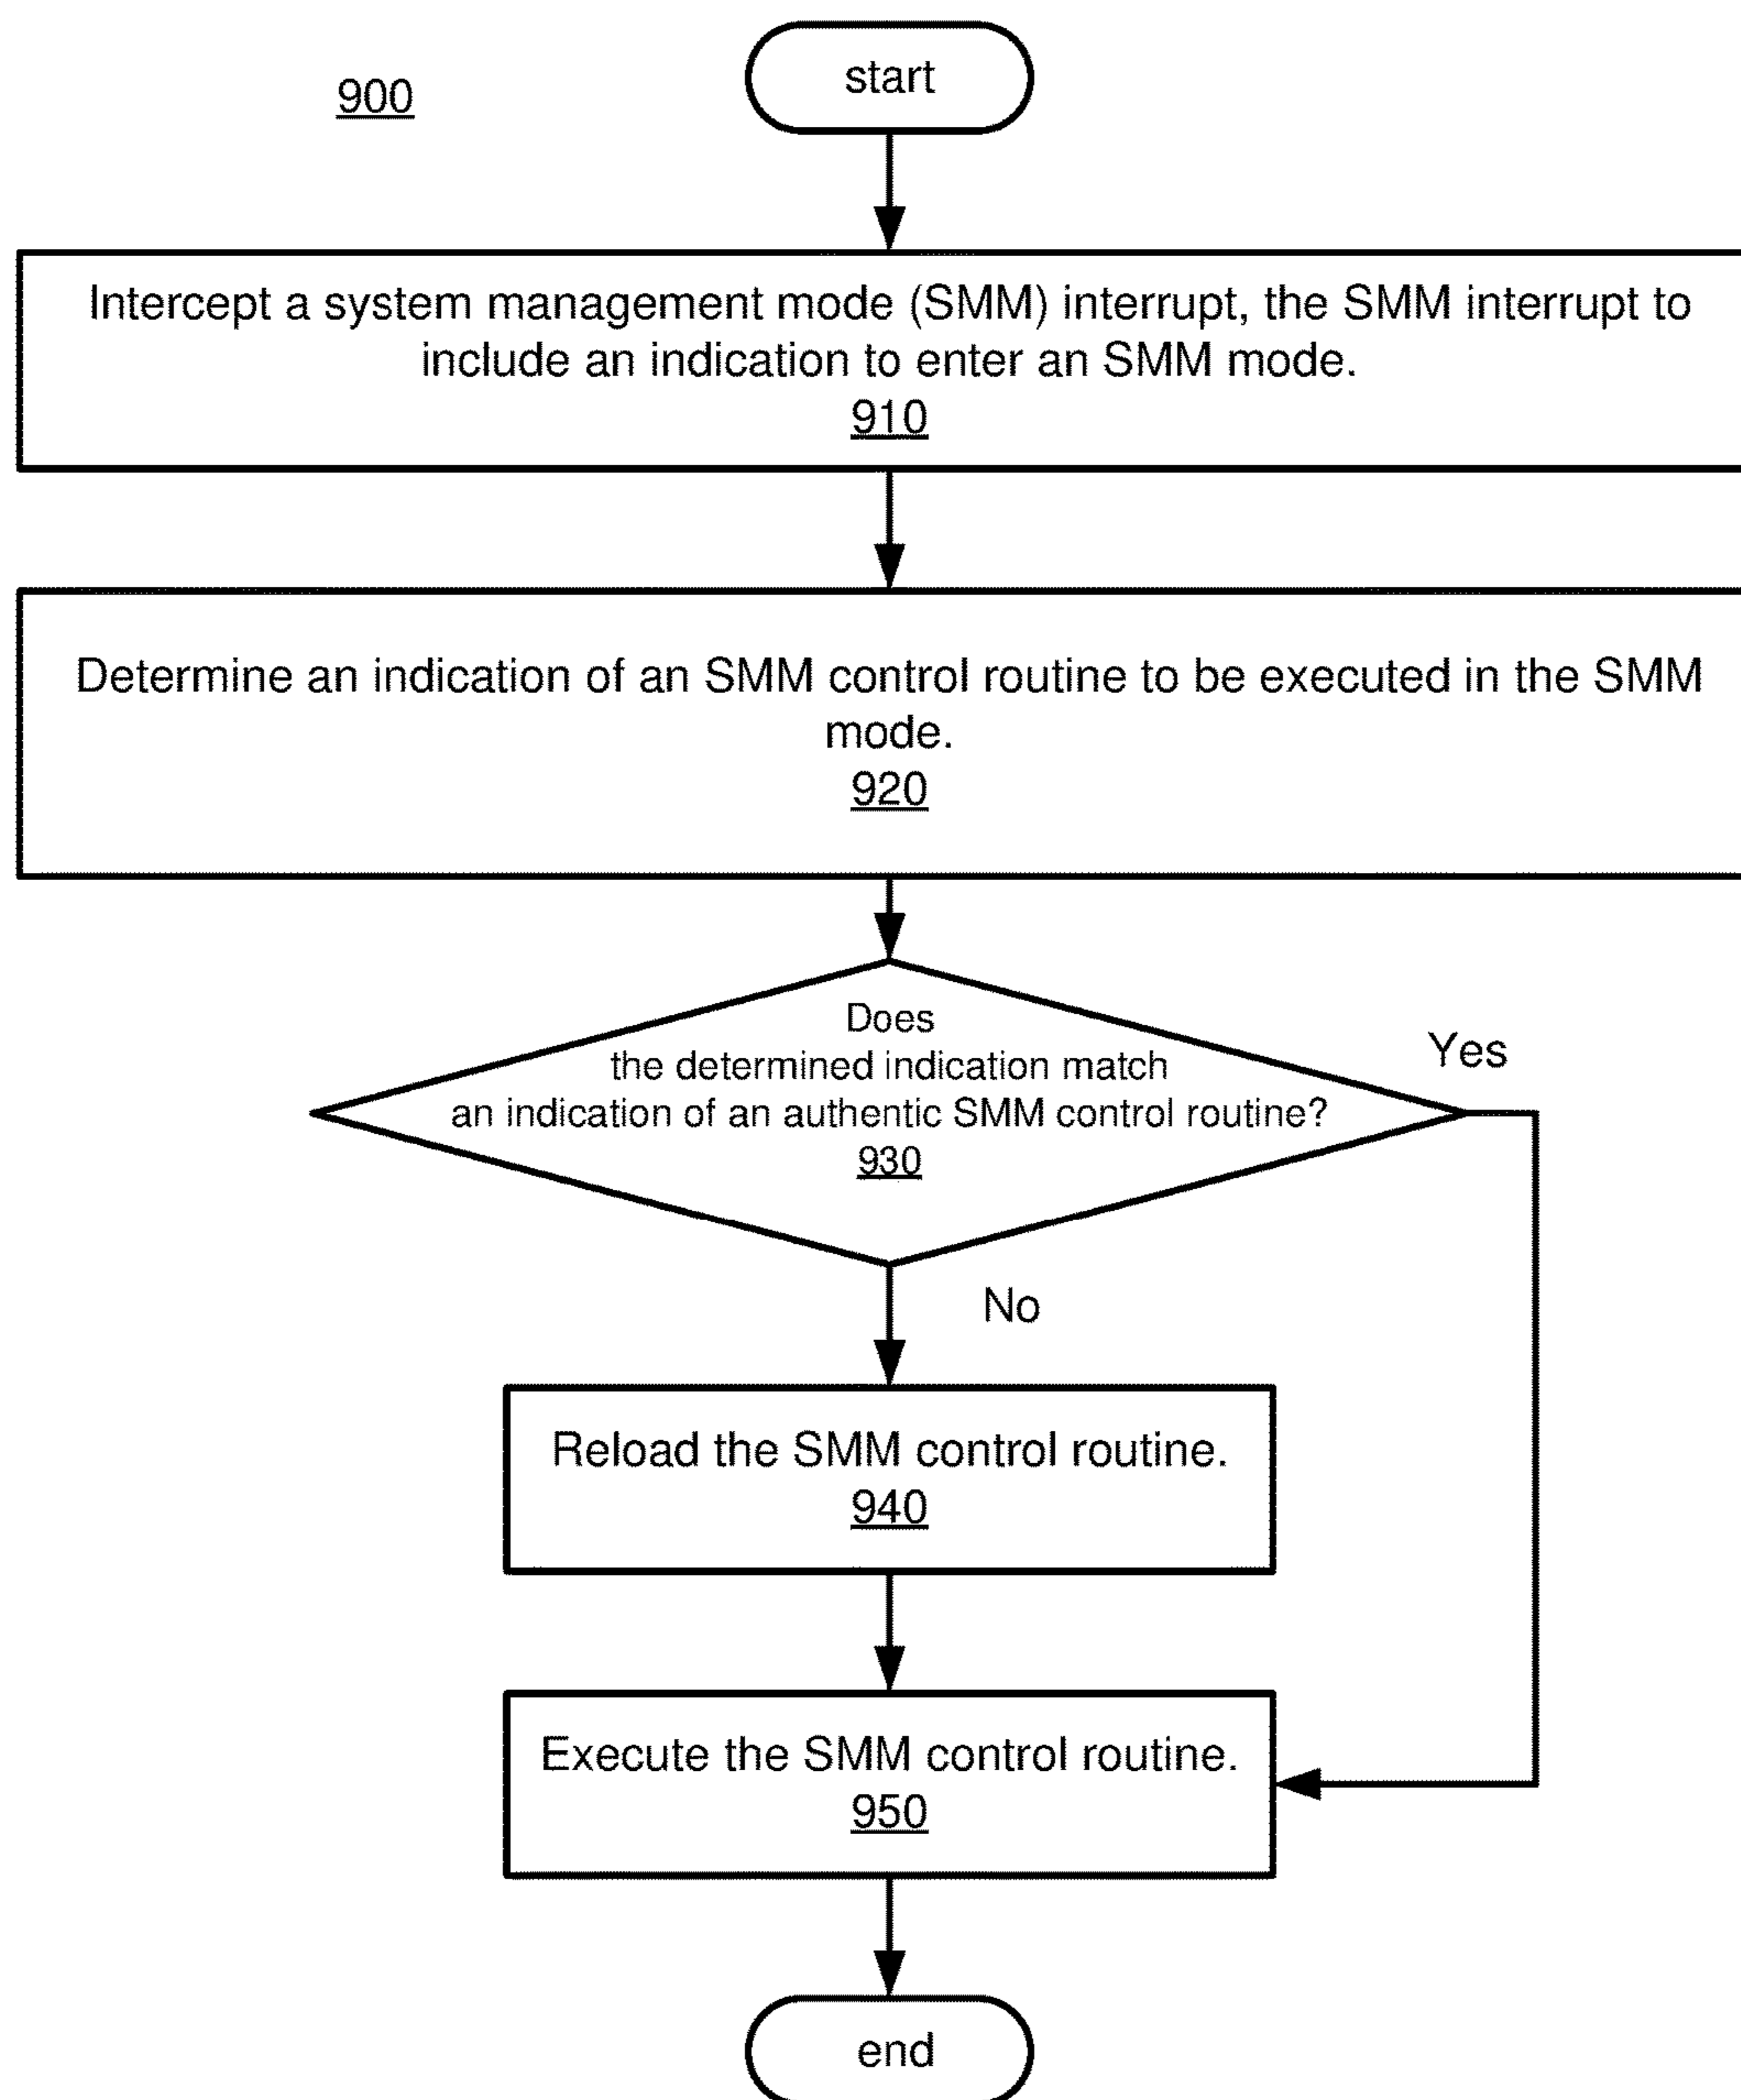 start
900
Intercept a system management mode (SMM) interrupt, the SMM interrupt to
include an indication to enter an SMM mode.
910
Determine an indication of an SMM control routine to be executed in the SMM
mode.
920
Does
the determined indication match
an indication of an authentic SMM control routine?
930
Yes
No
Reload the SMM control routine.
940
Execute the SMM control routine.
950
end